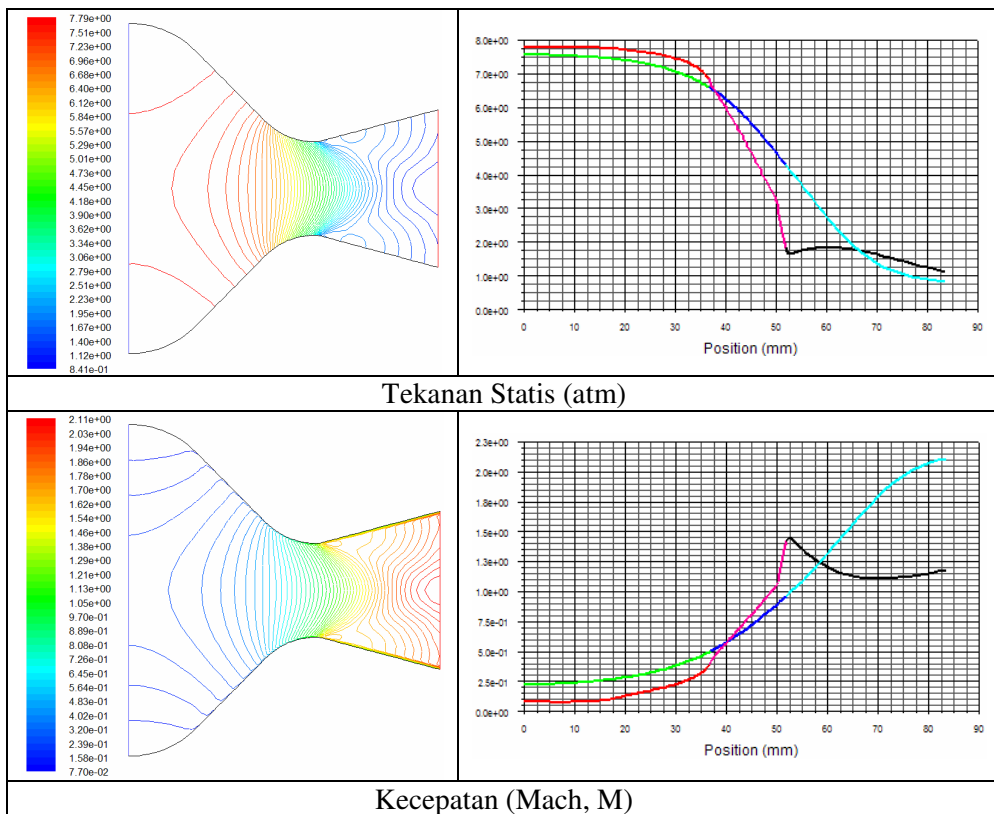 7.79e+00
7.51e+00
7.23e+00
6.96e+00
6.68e+00
6.40e+00
6.12e+00
5.84e+00
5.57e+00
5.29e+00
5.01e+00
4.73e+00
4.45e+00
4.18e+00
3.90e+00
3.62e+00
3.34e+00
3.06e+00
2.79e+00
2.51e+00
2.23e+00
1.95e+00
1.67e+00
1.40e+00
1.12e+00
8.41e-01
8.0e+00
7.0e+00
6.0e+00
5.0e+00
4.0e+00
3.0e+00
2.0e+00
1.0e+00
0.0e+00
0 10 20 30 40 50 60 70 80 90
Position (mm)
Tekanan Statis (atm)
2.11e+00
2.03e+00
1.94e+00
1.86e+00
1.78e+00
1.70e+00
1.62e+00
1.54e+00
1.46e+00
1.38e+00
1.29e+00
1.21e+00
1.13e+00
1.05e+00
9.70e-01
8.89e-01
8.08e-01
7.26e-01
6.45e-01
5.64e-01
4.83e-01
4.02e-01
3.20e-01
2.39e-01
1.58e-01
7.70e-02
2.3e+00
2.0e+00
1.8e+00
1.5e+00
1.3e+00
1.0e+00
7.5e-01
5.0e-01
2.5e-01
0.0e+00
0 10 20 30 40 50 60 70 80 90
Position (mm)
Kecepatan (Mach, M)